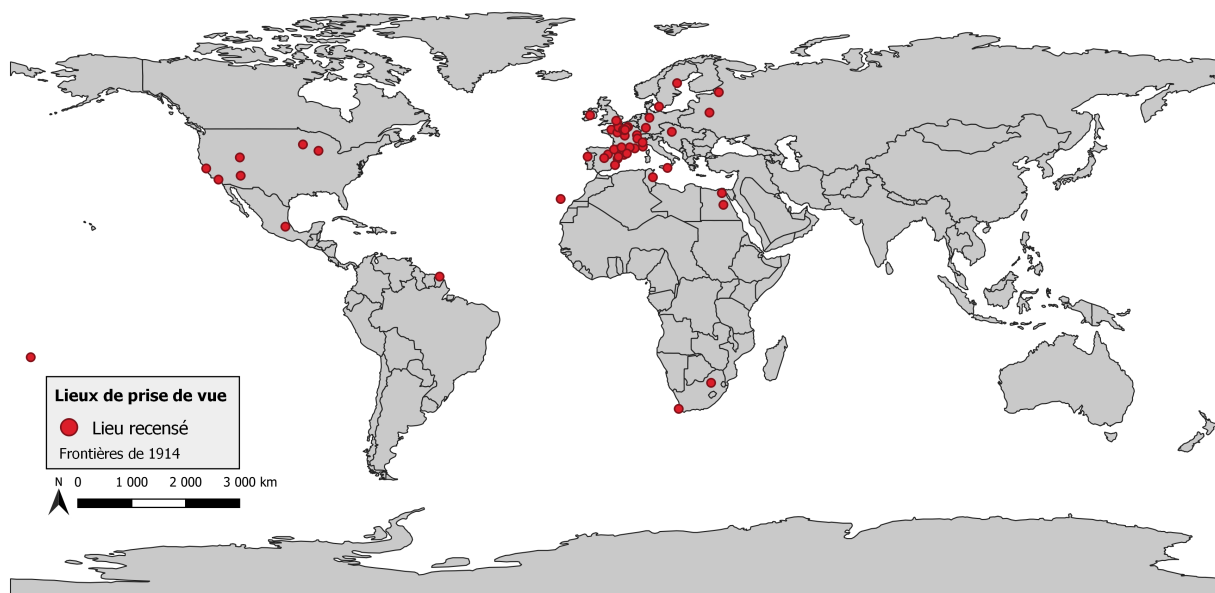 Lieux de prise de vue
Lieu recensé
Frontières de 1914
N 0 1 000 2 000 3 000 km